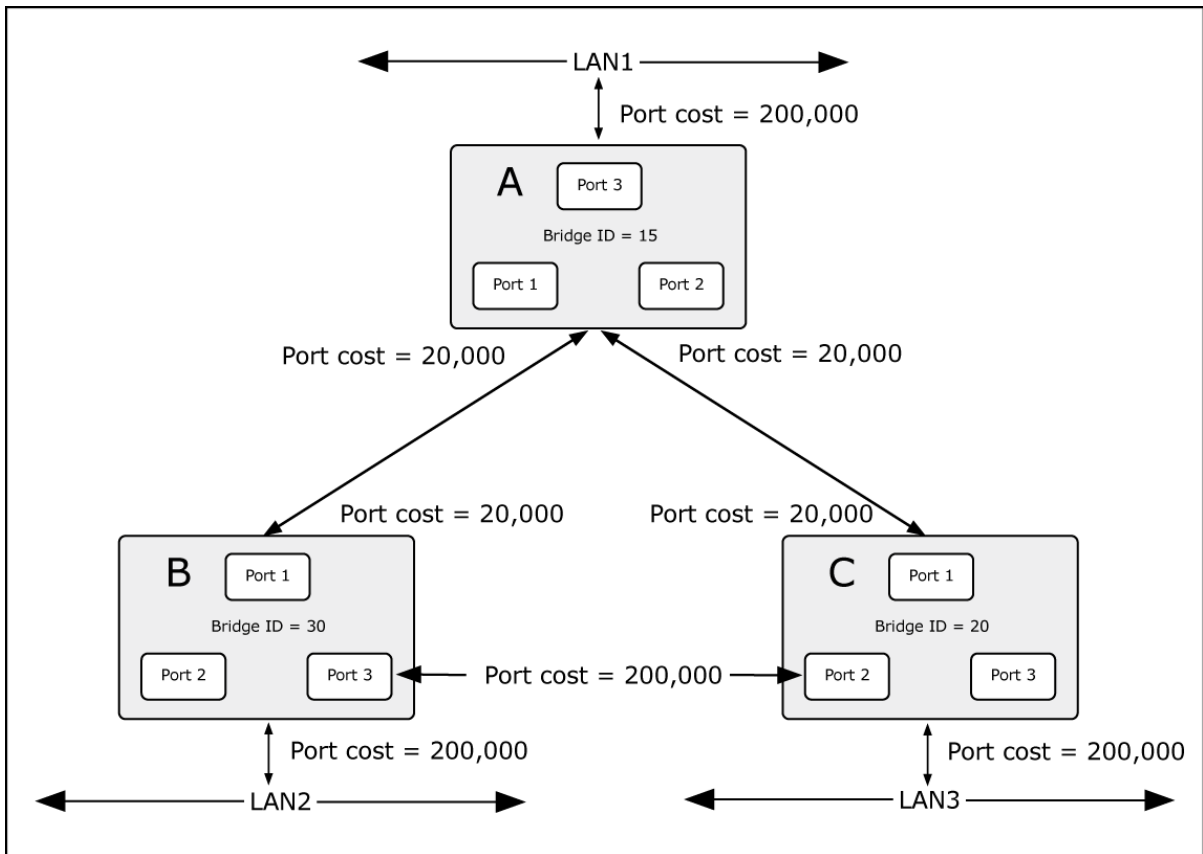 LAN1
Port cost = 200,000
A
Port 3
Bridge ID = 15
Port 1
Port 2
Port cost = 20,000
Port cost = 20,000
Port cost = 20,000
Port cost = 20,000
B
Port 1
Bridge ID = 30
Port 2
Port 3
C
Port 1
Bridge ID = 20
Port 2
Port 3
Port cost = 200,000
Port cost = 200,000
Port cost = 200,000
LAN2
LAN3